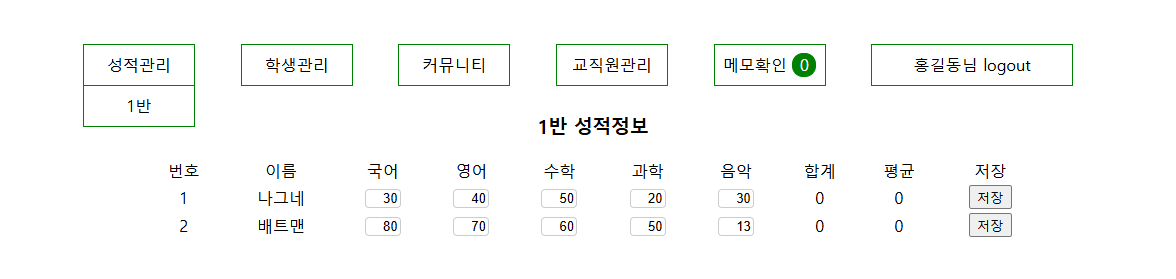 성적관리 학생관리 커뮤니티 교직원관리 메모확인 0 홍길동님 logout
1반
1반 성적정보
번호 이름 국어 영어 수학 과학 음악 합계 평균 저장
1 나그네 30 40 50 20 30 0 0 저장
2 배트맨 80 70 60 50 13 0 0 저장